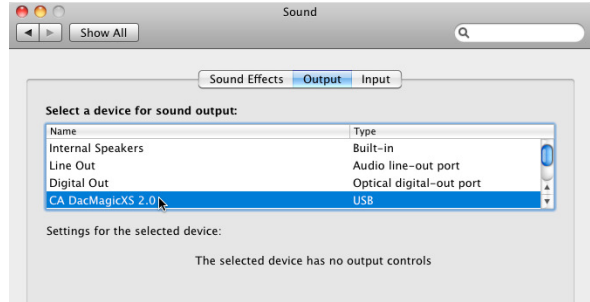 Sound
Show All
Sound Effects Output Input
Select a device for sound output:
Name Type
Internal Speakers Built-in
Line Out Audio line-out port
Digital Out Optical digital-out port
CA DacMagicXS 2.0 USB
Settings for the selected device:
The selected device has no output controls